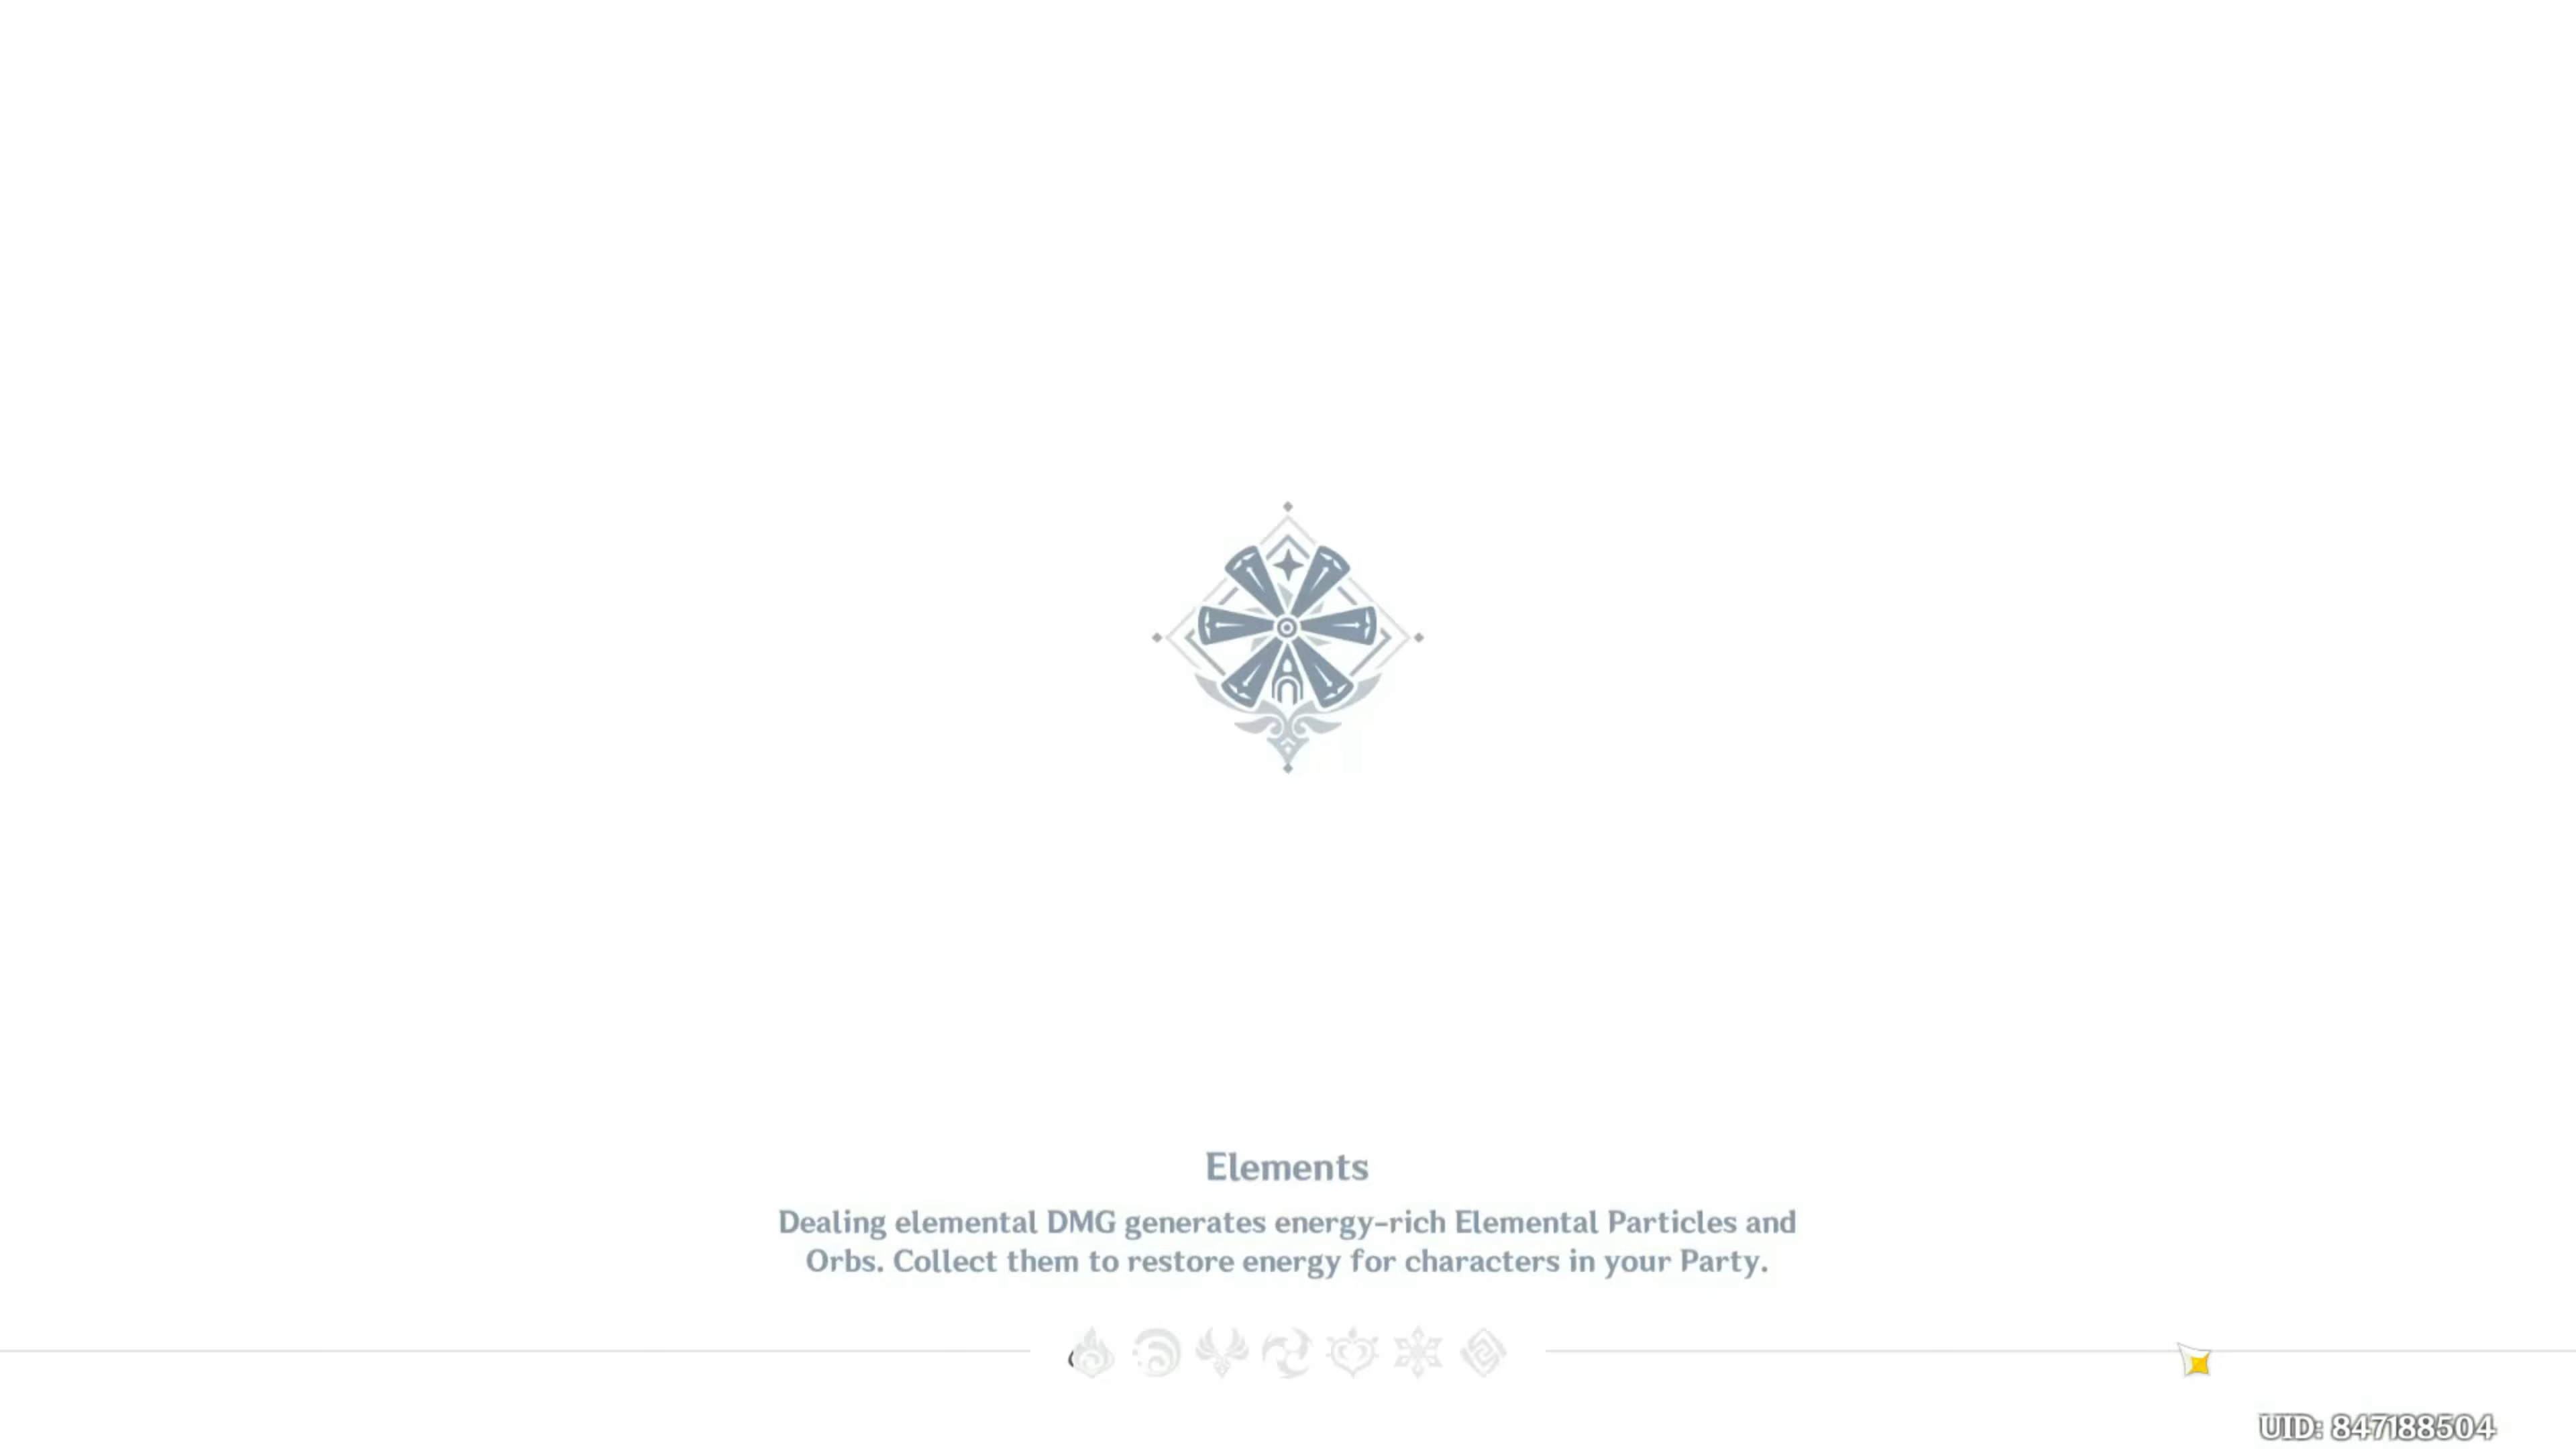 Elements
Dealing elemental DMG generates energy-rich Elemental Particles and
Orbs. Collect them to restore energy for characters in your Party.
UID: 847188504